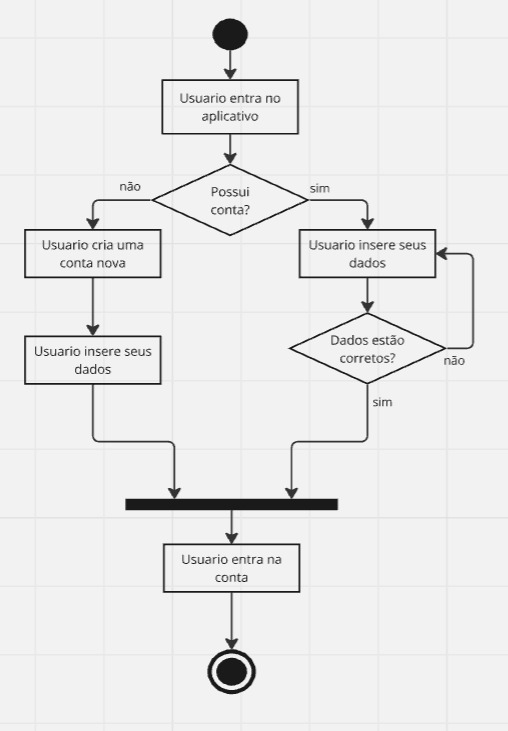 Usuario entra no
aplicativo
Possui
conta?
não
sim
Usuario cria uma
conta nova
Usuario insere seus
dados
Usuario insere seus
dados
Dados estão
corretos?
não
sim
Usuario entra na
conta